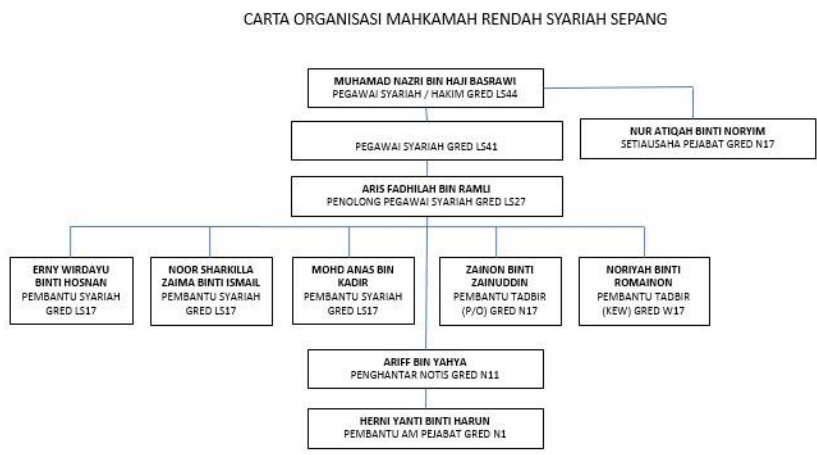 CARTA ORGANISASI MAHKAMAH RENDAH SYARIAH SEPANG
MUHAMAD NAZRI BIN HAJI BASRAWI
PEGAWAI SYARIAH / HAKIM GRED LS44
NUR ATIQAH BINTI NORYIM
SETIAUSAHA PEJABAT GRED N17
PEGAWAI SYARIAH GRED LS41
ARIS FADHILAH BIN RAMLI
PENOLONG PEGAWAI SYARIAH GRED LS27
ERNY WIRDAYU
BINTI HOSNAN
PEMBANTU SYARIAH
GRED LS17
NOOR SHARKILLA
ZAIMA BINTI ISMAIL
PEMBANTU SYARIAH
GRED LS17
MOHD ANAS BIN
KADIR
PEMBANTU SYARIAH
GRED LS17
ZAINON BINTI
ZAINUDDIN
PEMBANTU TADBIR
(P/O) GRED N17
NORIYAH BINTI
ROMAINON
PEMBANTU TADBIR
(KEW) GRED W17
ARIFF BIN YAHYA
PENGHANTAR NOTIS GRED N11
HERNI YANTI BINTI HARUN
PEMBANTU AM PEJABAT GRED N1